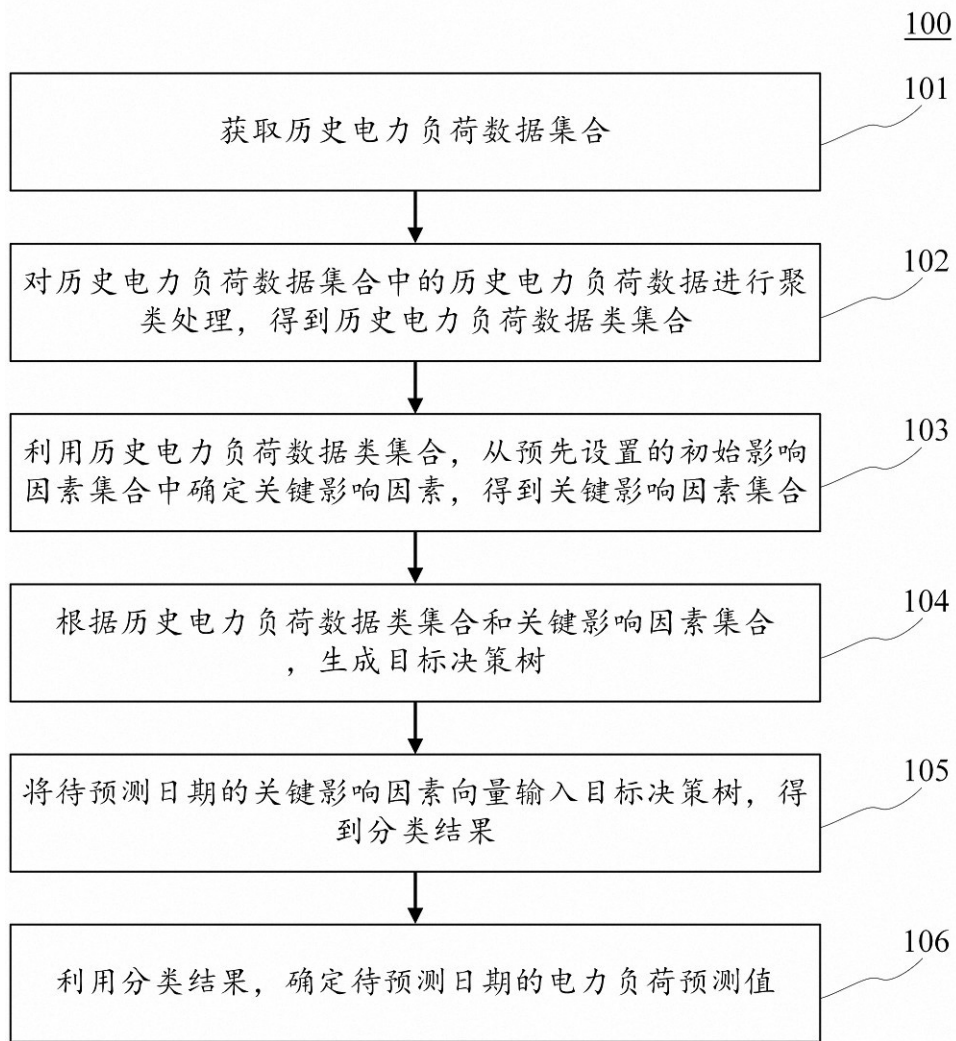 100
101
获取历史电力负荷数据集合
102
对历史电力负荷数据集合中的历史电力负荷数据进行聚
类处理，得到历史电力负荷数据类集合
103
利用历史电力负荷数据类集合，从预先设置的初始影响
因素集合中确定关键影响因素，得到关键影响因素集合
104
根据历史电力负荷数据类集合和关键影响因素集合
，生成目标决策树
105
将待预测日期的关键影响因素向量输入目标决策树，得
到分类结果
106
利用分类结果，确定待预测日期的电力负荷预测值